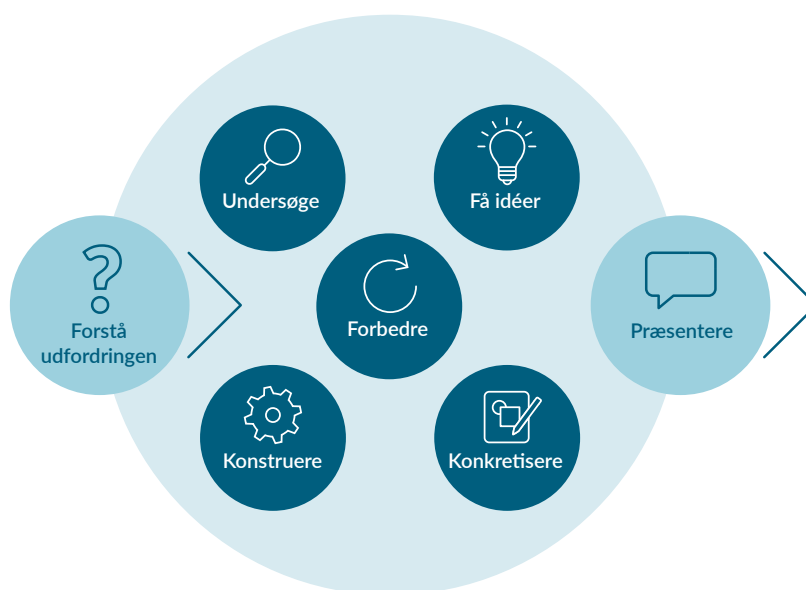 Undersøge
Få idéer
Forstå
udfordringen
Forbedre
Præsentere
Konstruere
Konkretisere